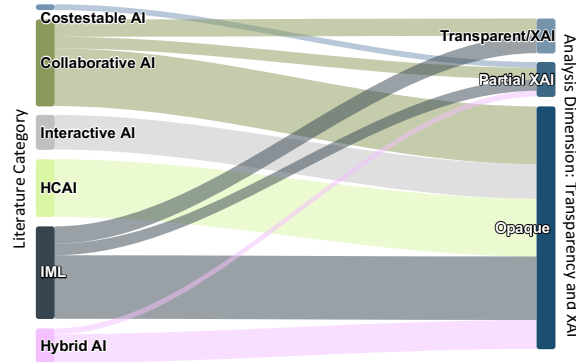 Costestable AI
Collaborative AI
Interactive AI
HCAI
IML
Hybrid AI
Literature Category
Transparent/XAI
Partial XAI
Opaque
Analysis Dimension: Transparency and XAI